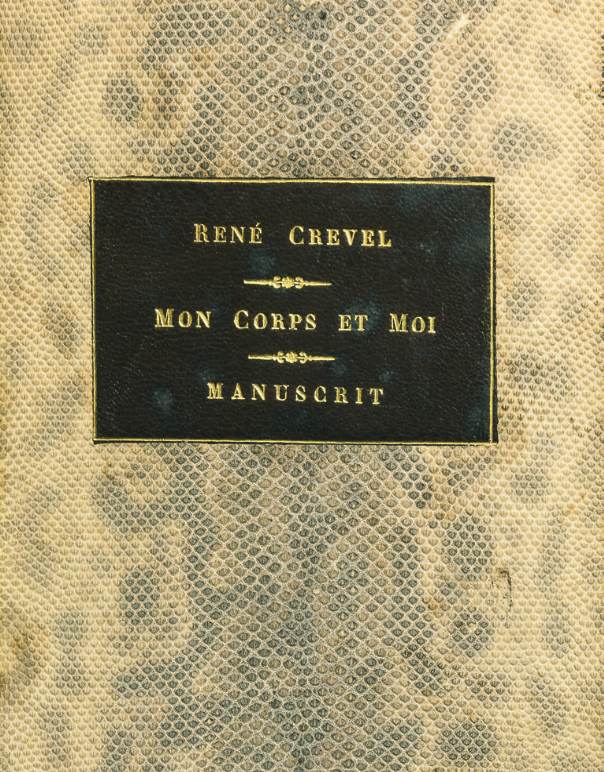 René Crevel
Mon Corps et Moi
MANUSCRIT